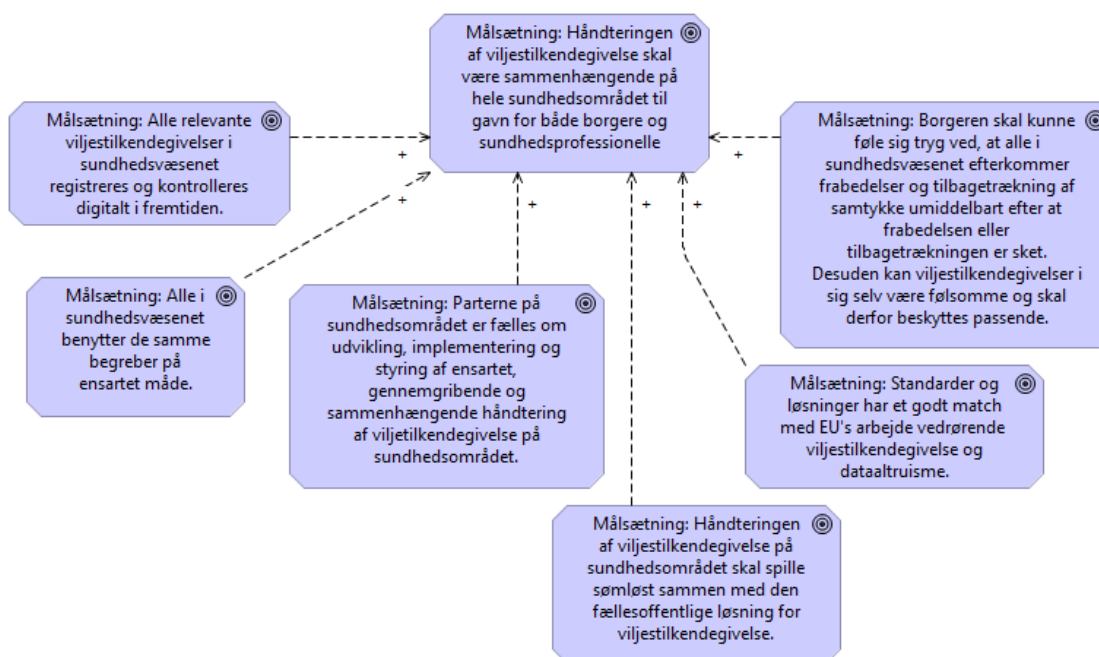 Målsætning: Håndteringen
af viljestilkendegivelse skal
være sammenhængende på
hele sundhedsområdet til
gavn for både borgere og
sundhedsprofessionelle
Målsætning: Alle relevante
viljestilkendegivelser i
sundhedsvæsenet
registreres og kontrolleres
digitalt i fremtiden.
Målsætning: Borgeren skal kunne
føle sig tryg ved, at alle i
sundhedsvæsenet efterkommer
frabedelser og tilbagetrækning af
samtykke umiddelbart efter at
frabedelsen eller
tilbagetrækningen er sket.
Desuden kan viljestilkendegivelser i
sig selv være følsomme og skal
derfor beskyttes passende.
+
+
+
+
+
+
Målsætning: Alle i
sundhedsvæsenet
benytter de samme
begreber på
ensartet måde.
Målsætning: Parterne på
sundhedsområdet er fælles om
udvikling, implementering og
styring af ensartet,
gennemgribende og
sammenhængende håndtering
af viljetilkendegivelse på
sundhedsområdet.
Målsætning: Standarder og
løsninger har et godt match
med EU's arbejde vedrørende
viljestilkendegivelse og
dataaltruisme.
Målsætning: Håndteringen
af viljestilkendegivelse på
sundhedsområdet skal spille
sømløst sammen med den
fællesoffentlige løsning for
viljestilkendegivelse.